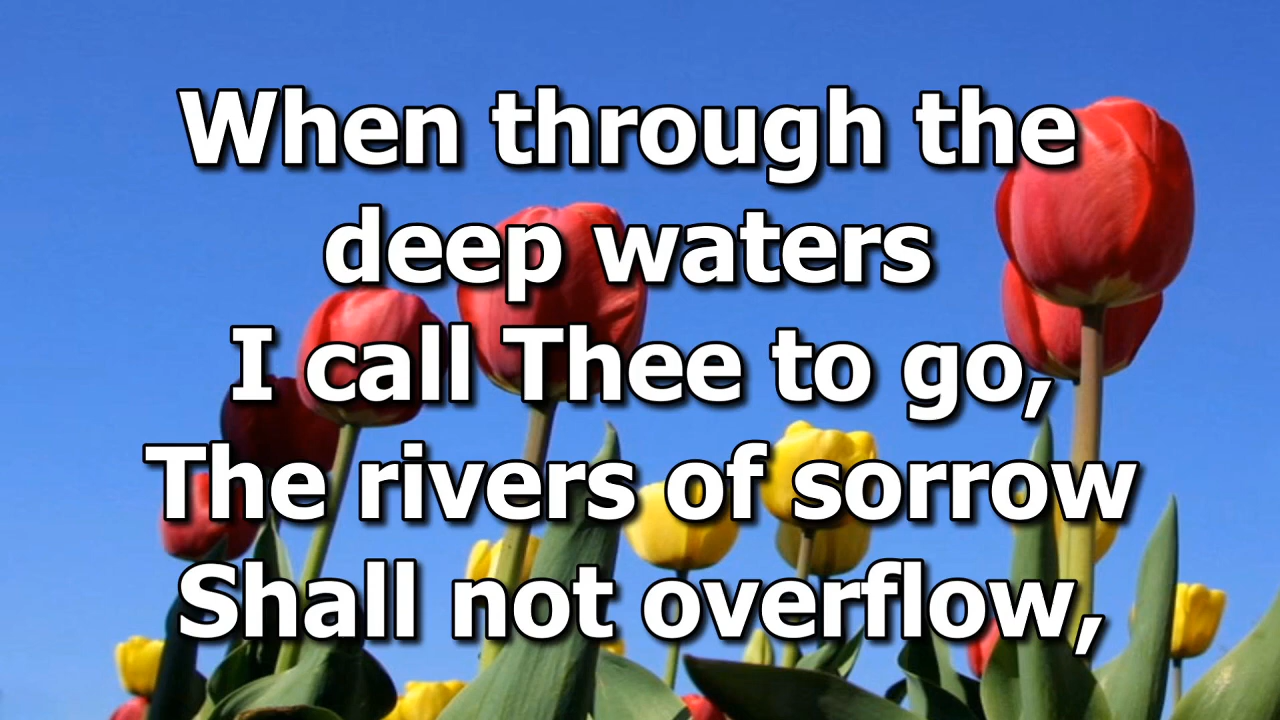 When through the
deep waters
I call Thee to go,
The rivers of sorrow
Shall not overflow,